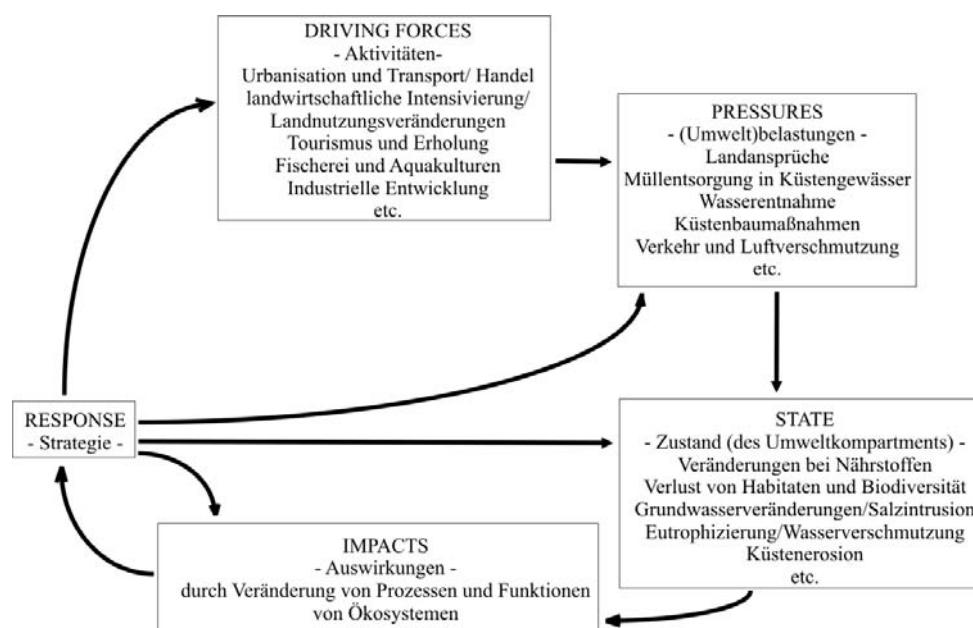 DRIVING FORCES
- Aktivitäten-
Urbanisation und Transport/ Handel
landwirtschaftliche Intensivierung/
Landnutzungsveränderungen
Tourismus und Erholung
Fischerei und Aquakulturen
Industrielle Entwicklung
etc.
PRESSURES
- (Umwelt)belastungen -
Landansprüche
Müllentsorgung in Küstengewässer
Wasserentnahme
Küstenbaumaßnahmen
Verkehr und Luftverschmutzung
etc.
RESPONSE
- Strategie -
STATE
- Zustand (des Umweltkompartments) -
Veränderungen bei Nährstoffen
Verlust von Habitaten und Biodiversität
Grundwasserveränderungen/Salzintrusion
Eutrophizierung/Wasserverschmutzung
Küstenerosion
etc.
IMPACTS
- Auswirkungen -
durch Veränderung von Prozessen und Funktionen
von Ökosystemen